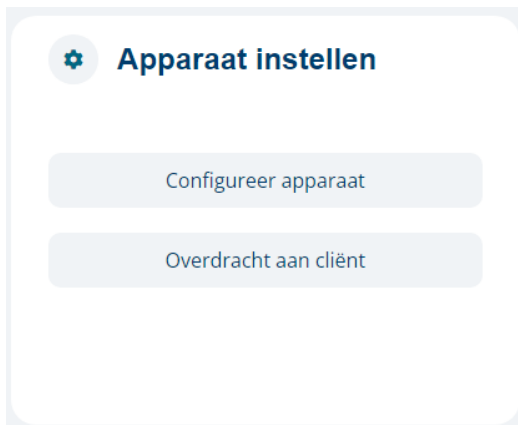 Apparaat instellen
Configureer apparaat
Overdracht aan cliënt